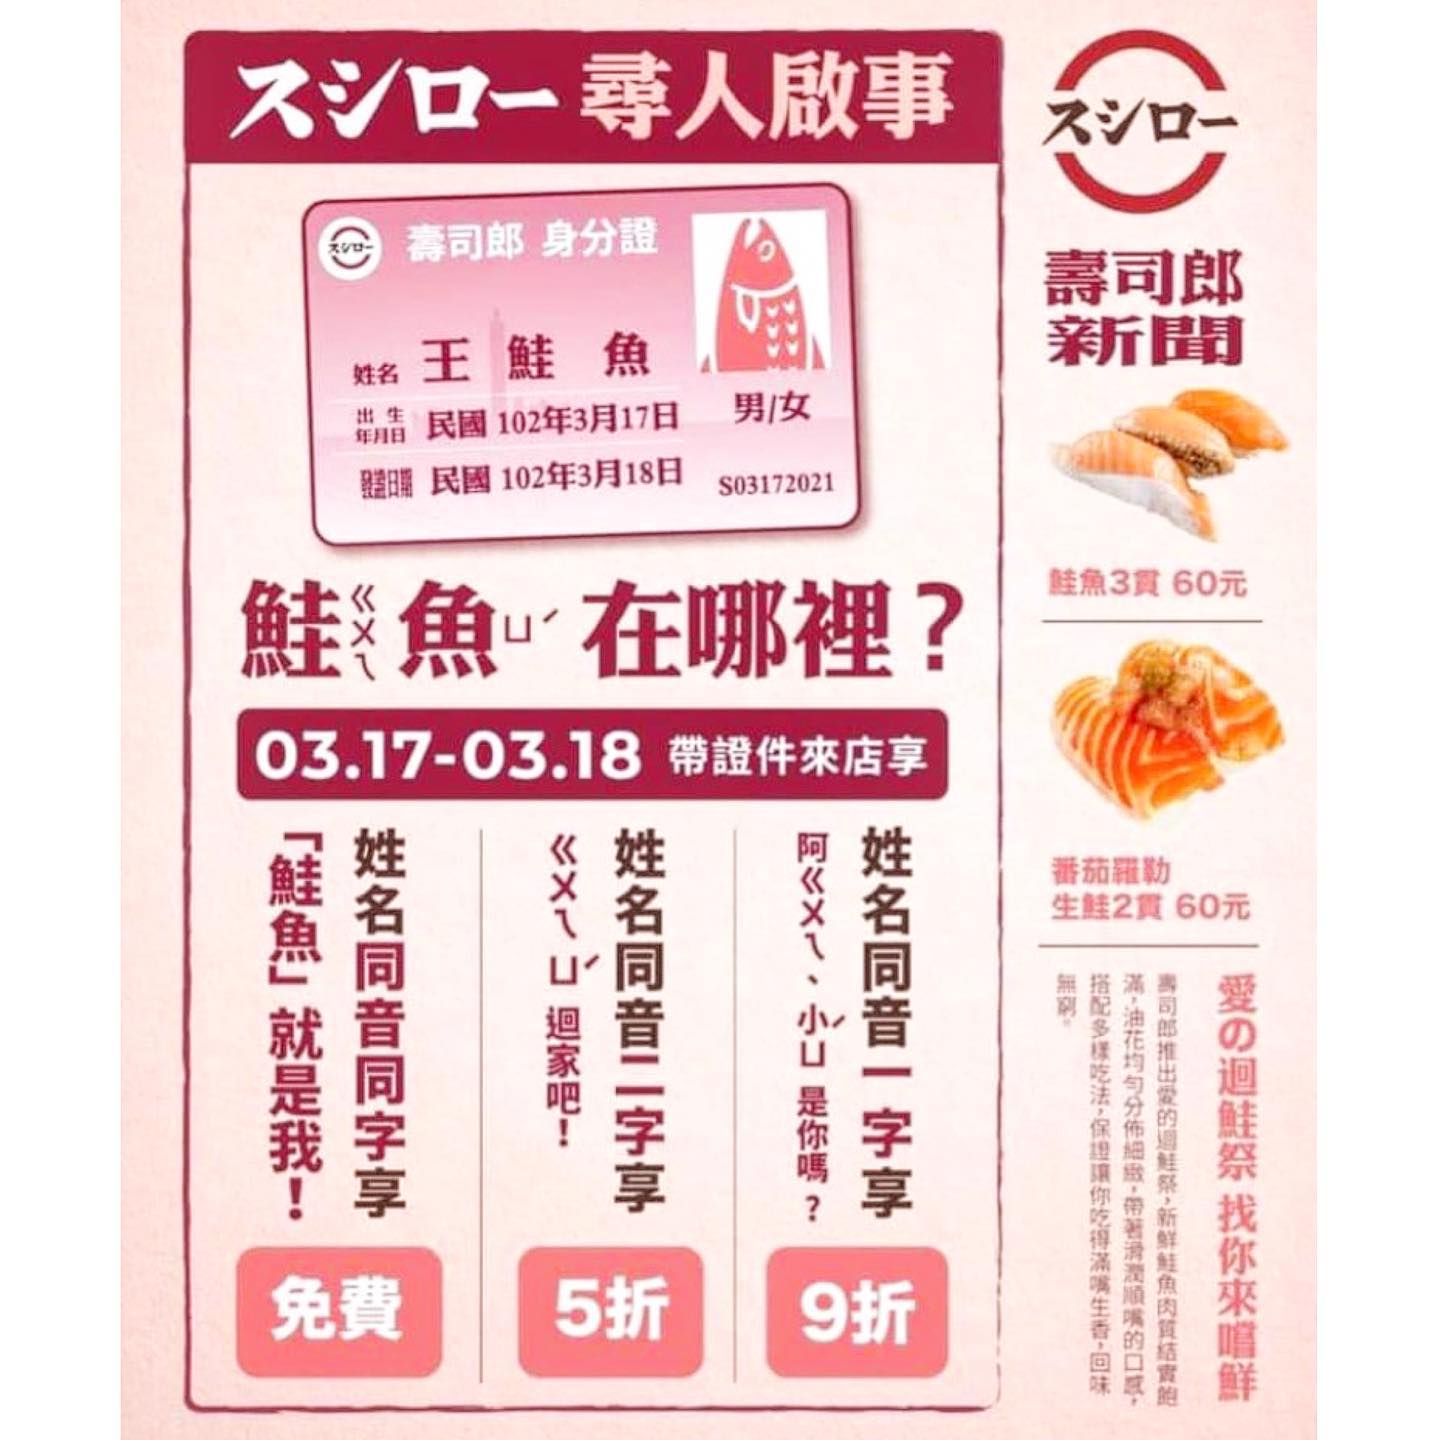 スシロー 尋人啟事
スシロー
壽司郎 身分證
姓名 王 鮭 魚
出生年月日 民國 102年3月17日
發證日期 民國 102年3月18日
男/女
S03172021
鮭ㄍㄨㄟ 魚ㄩˊ 在哪裡?
03.17-03.18 帶證件來店享
姓名同音一字享
阿ㄍㄨㄟ、小ㄩˊ 是你嗎?
9折
姓名同音二字享
ㄍㄨㄟ ㄩˊ 迴家吧!
5折
姓名同音同字享
「鮭魚」就是我!
免費
スシロー
壽司郎
新聞
鮭魚3貫 60元
番茄羅勒
生鮭2貫 60元
愛の迴鮭祭 找你來嚐鮮
壽司郎推出愛的迴鮭祭,新鮮鮭魚肉質結實飽
滿,油花均勻分佈細緻,帶著滑潤順嘴的口感,
搭配多樣吃法,保證讓你吃得滿嘴生香,回味
無窮。